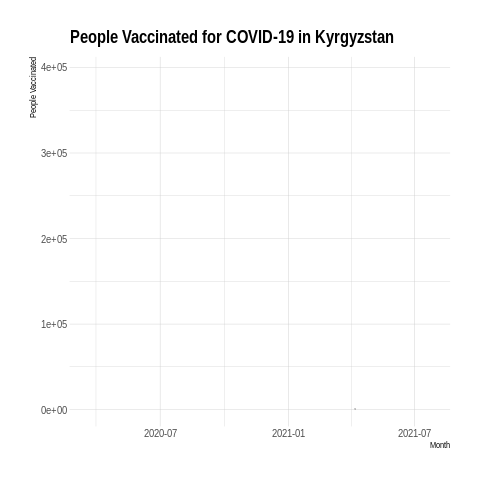 People Vaccinated for COVID-19 in Kyrgyzstan
People Vaccinated
4e+05
3e+05
2e+05
1e+05
0e+00
2020-07 2021-01 2021-07
Month